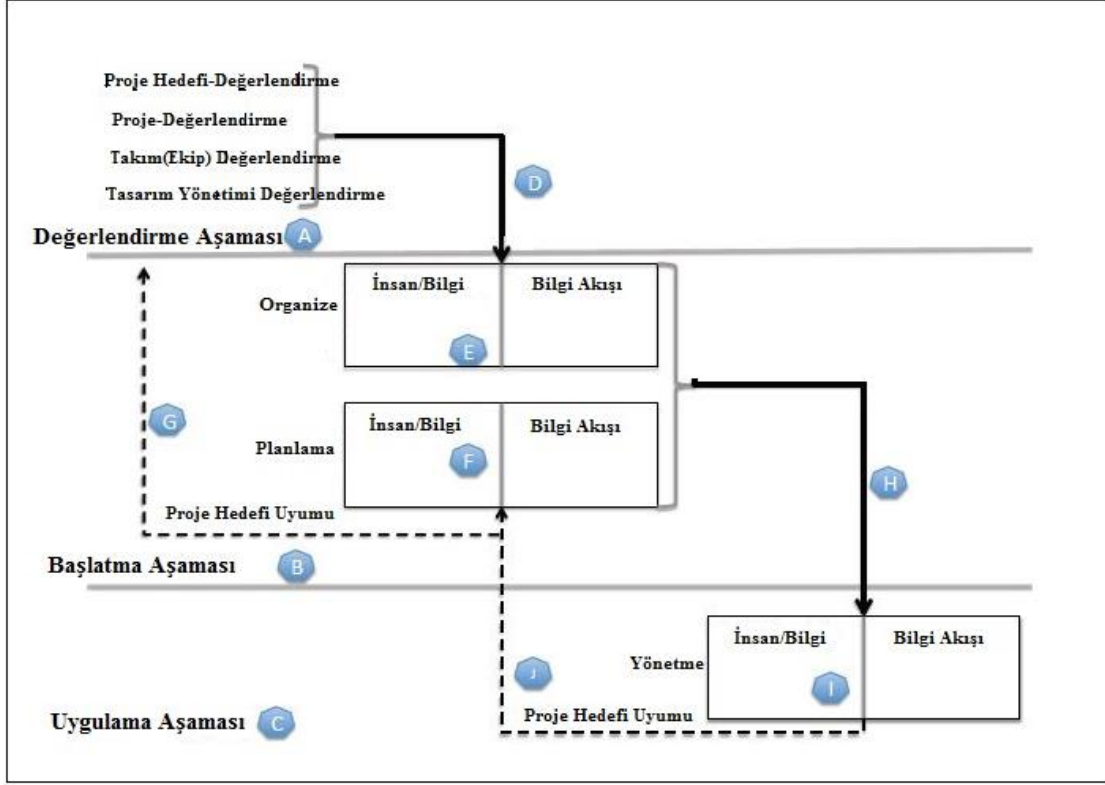 Proje Hedefi-Değerlendirme
Proje-Değerlendirme
Takım(Ekip) Değerlendirme
Tasarım Yönetimi Değerlendirme
D
Değerlendirme Aşaması A
Organize
İnsan/Bilgi
Bilgi Akışı
E
G
Planlama
İnsan/Bilgi
Bilgi Akışı
F
H
Proje Hedefi Uyumu
Başlatma Aşaması B
Yönetme
İnsan/Bilgi
Bilgi Akışı
İ
J
Proje Hedefi Uyumu
Uygulama Aşaması C